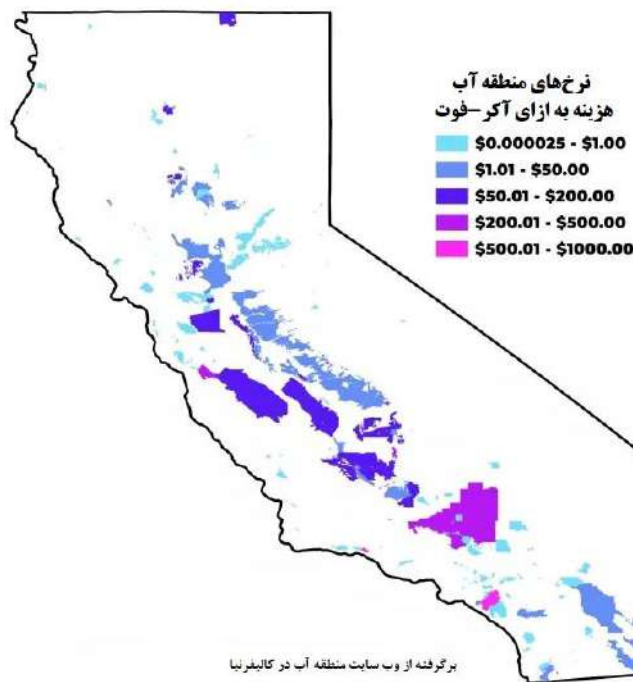 نرخ‌های منطقه آب
هزینه به ازای آکر-فوت
$0.000025 - $1.00
$1.01 - $50.00
$50.01 - $200.00
$200.01 - $500.00
$500.01 - $1000.00
برگرفته از وب سایت منطقه آب در کالیفرنیا